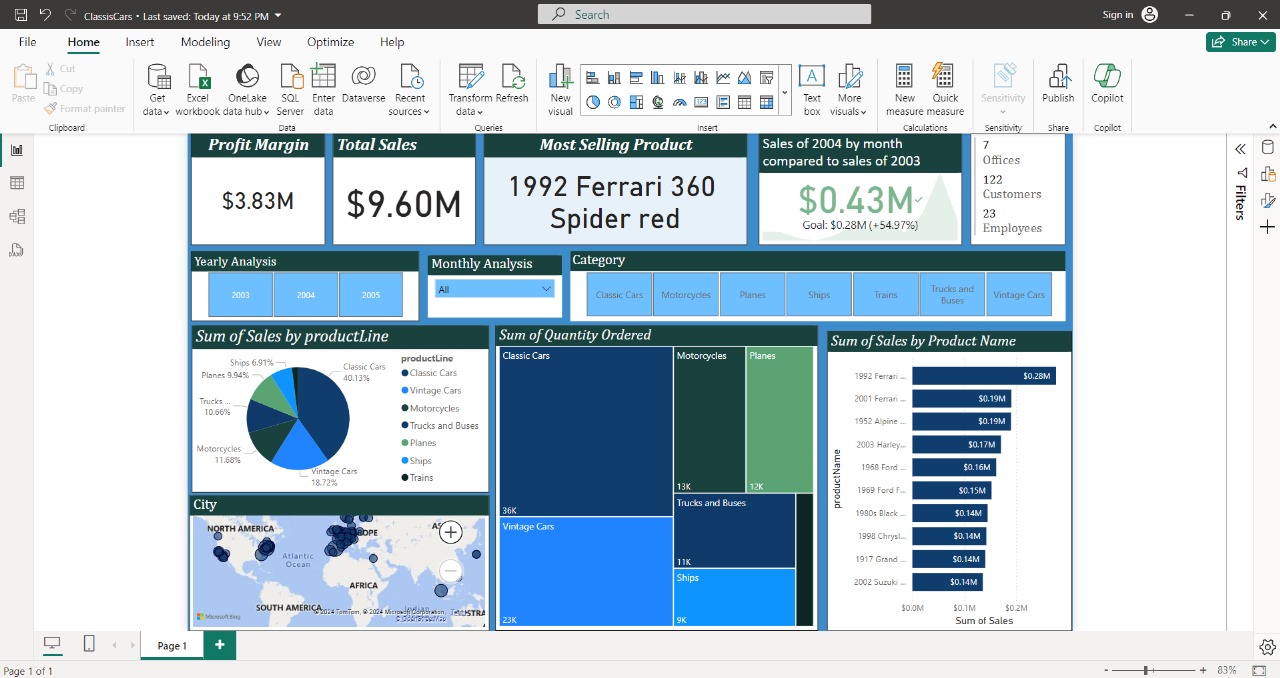 ClassisCars • Last saved: Today at 9:52 PM
Search
Sign in
File
Home
Insert
Modeling
View
Optimize
Help
Share
Paste
Cut
Copy
Format painter
Clipboard
Get data
Excel workbook
OneLake data hub
SQL Server
Enter data
Dataverse
Recent sources
Data
Transform data
Refresh
Queries
New visual
Text box
More visuals
Insert
New measure
Quick measure
Calculations
Sensitivity
Sensitivity
Publish
Share
Copilot
Copilot
Profit Margin
$3.83M
Total Sales
$9.60M
Most Selling Product
1992 Ferrari 360
Spider red
Sales of 2004 by month
compared to sales of 2003
$0.43M
Goal: $0.28M (+54.97%)
7
Offices
122
Customers
23
Employees
Filters
Yearly Analysis
2003
2004
2005
Monthly Analysis
All
Category
Classic Cars
Motorcycles
Planes
Ships
Trains
Trucks and Buses
Vintage Cars
Sum of Sales by productLine
Ships 6.91%
Planes 9.94%
Trucks ...
10.66%
Motorcycles
11.68%
Classic Cars
40.13%
Vintage Cars
18.72%
productLine
Classic Cars
Vintage Cars
Motorcycles
Trucks and Buses
Planes
Ships
Trains
City
NORTH AMERICA
Atlantic
Ocean
AFRICA
SOUTH AMERICA
Microsoft Bing
© 2024 TomTom, © 2024 Microsoft Corporation,
Sum of Quantity Ordered
Classic Cars
36K
Vintage Cars
23K
Motorcycles
13K
Planes
12K
Trucks and Buses
11K
Ships
9K
Sum of Sales by Product Name
productName
1992 Ferrari ...
$0.28M
2001 Ferrari ...
$0.19M
1952 Alpine ...
$0.19M
2003 Harley...
$0.17M
1968 Ford ...
$0.16M
1969 Ford F...
$0.15M
1980s Black ...
$0.14M
1998 Chrysl...
$0.14M
1917 Grand ...
$0.14M
2002 Suzuki ...
$0.14M
$0.0M
$0.1M
$0.2M
Sum of Sales
Page 1
Page 1 of 1
83%